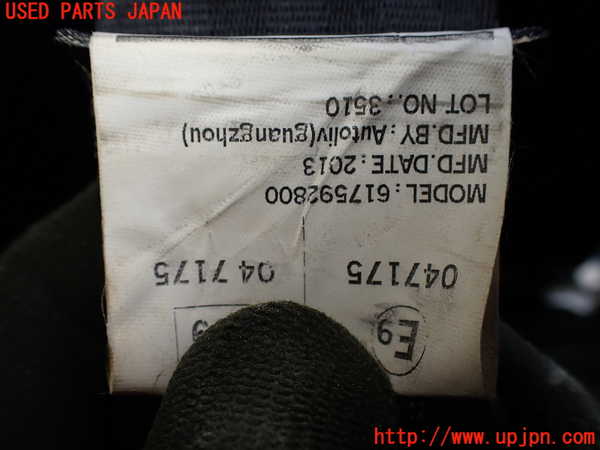 USED PARTS JAPAN
E9
9
047175
047175
MODEL:617592800
MFD.DATE:2013
MFD.BY:Autoliv(guangzhou)
LOT NO.:3510
http://www.upjpn.com